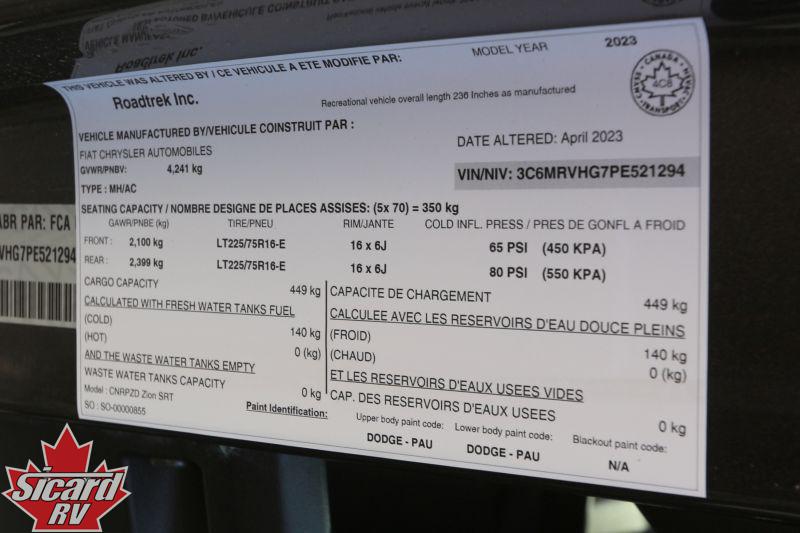 Roadtrek Inc.
THIS VEHICLE WAS ALTERED BY / CE VEHICULE A ETE MODIFIE PAR:
MODEL YEAR 2023
Roadtrek Inc.
Recreational vehicle overall length 236 Inches as manufactured
CANADA
4C8
TRANSPORT
VEHICLE MANUFACTURED BY/VEHICULE COINSTRUIT PAR :
DATE ALTERED: April 2023
FIAT CHRYSLER AUTOMOBILES
GVWR/PNBV: 4,241 kg
VIN/NIV: 3C6MRVHG7PE521294
TYPE : MH/AC
SEATING CAPACITY / NOMBRE DESIGNE DE PLACES ASSISES: (5x 70) = 350 kg
GAWR/PNBE (kg) TIRE/PNEU RIM/JANTE COLD INFL. PRESS / PRES DE GONFL A FROID
FRONT : 2,100 kg LT225/75R16-E 16 x 6J 65 PSI (450 KPA)
REAR : 2,399 kg LT225/75R16-E 16 x 6J 80 PSI (550 KPA)
CARGO CAPACITY 449 kg
CALCULATED WITH FRESH WATER TANKS FUEL
(COLD) 140 kg
(HOT) 0 (kg)
AND THE WASTE WATER TANKS EMPTY
WASTE WATER TANKS CAPACITY 0 kg
CAPACITE DE CHARGEMENT 449 kg
CALCULEE AVEC LES RESERVOIRS D'EAU DOUCE PLEINS
(FROID) 140 kg
(CHAUD) 0 (kg)
ET LES RESERVOIRS D'EAUX USEES VIDES
CAP. DES RESERVOIRS D'EAUX USEES 0 kg
Model : CNRPZD Zion SRT
SO : SO-00000855
Paint Identification:
Upper body paint code: Lower body paint code: Blackout paint code:
DODGE - PAU DODGE - PAU N/A
ABR PAR: FCA
VHG7PE521294
Sicard
RV